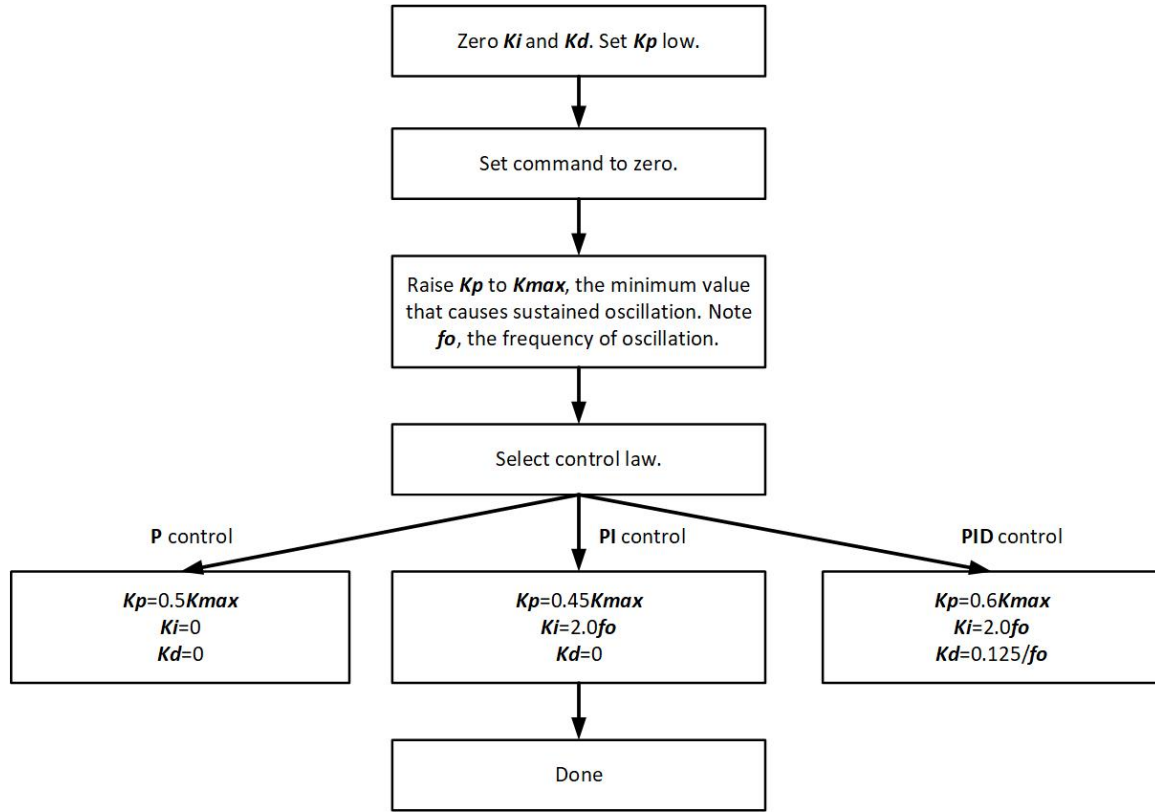 Zero Ki and Kd. Set Kp low.
Set command to zero.
Raise Kp to Kmax, the minimum value
that causes sustained oscillation. Note
fo, the frequency of oscillation.
Select control law.
P control
PI control
PID control
Kp=0.5Kmax
Ki=0
Kd=0
Kp=0.45Kmax
Ki=2.0fo
Kd=0
Kp=0.6Kmax
Ki=2.0fo
Kd=0.125/fo
Done